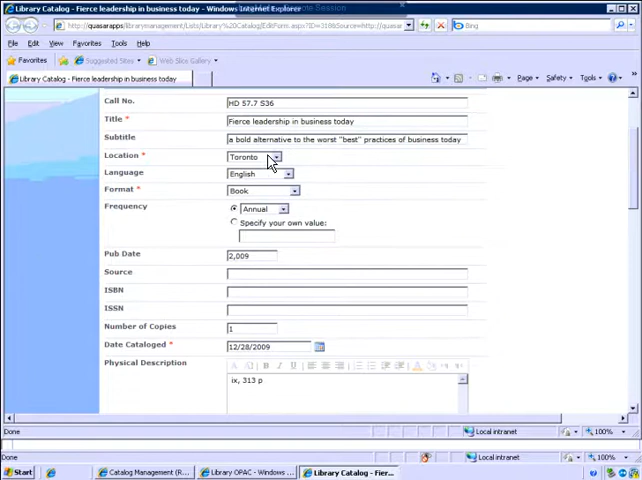 Library Catalog - Fierce leadership in business today - Windows Internet Explorer
Bing
File Edit View Favorites Tools Help
Favorites Suggested Sites Web Slice Gallery
Library Catalog - Fierce leadership in business today
Page Safety Tools
Call No. HD 57.7 S36
Title * Fierce leadership in business today
Subtitle a bold alternative to the worst "best" practices of business today
Location * Toronto
Language English
Format * Book
Frequency Annual
Specify your own value:
Pub Date 2,009
Source
ISBN
ISSN
Number of Copies 1
Date Cataloged * 12/28/2009
Physical Description
ix, 313 p
Done Local intranet 100%
Done Local intranet 100%
Start Catalog Management (R... Library OPAC - Windows ... Library Catalog - Fier...